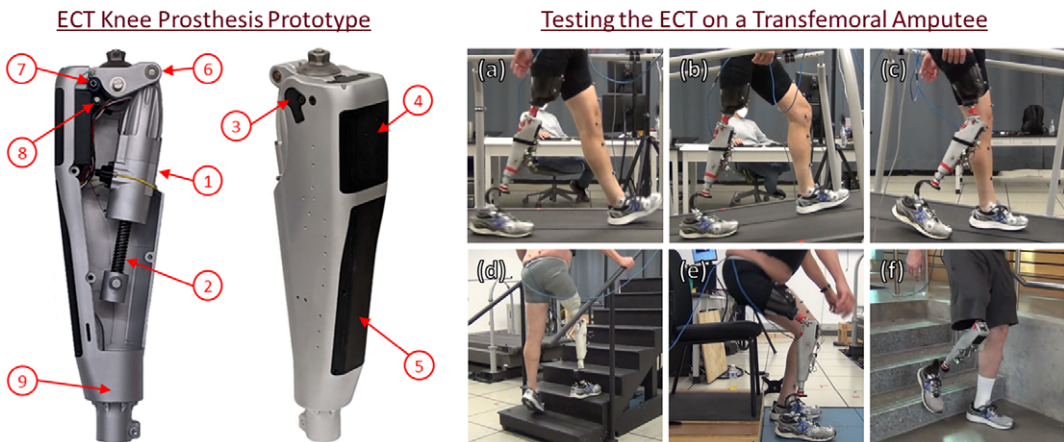 ECT Knee Prosthesis Prototype
Testing the ECT on a Transfemoral Amputee
7
6
8
3
4
1
2
5
9
(a)
(b)
(c)
(d)
(e)
(f)